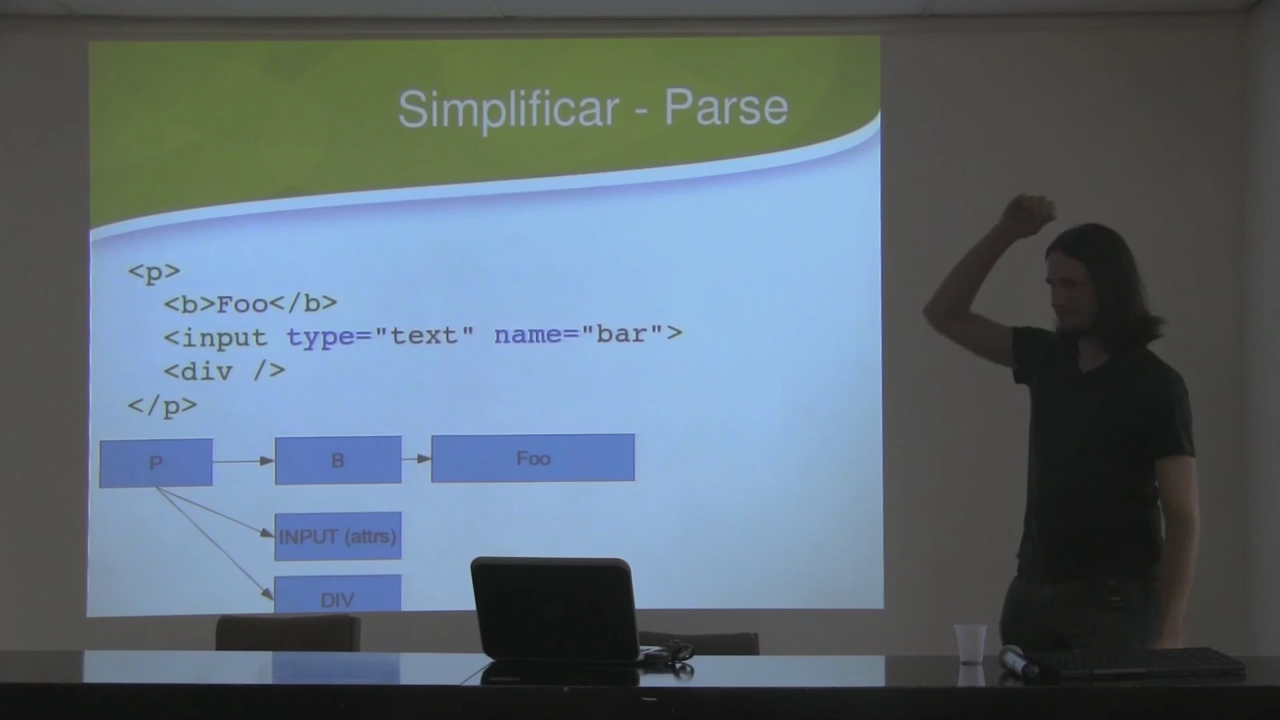 Simplificar - Parse
<p>
<b>Foo</b>
<input type="text" name="bar">
<div />
</p>
P
B
Foo
INPUT (attrs)
DIV